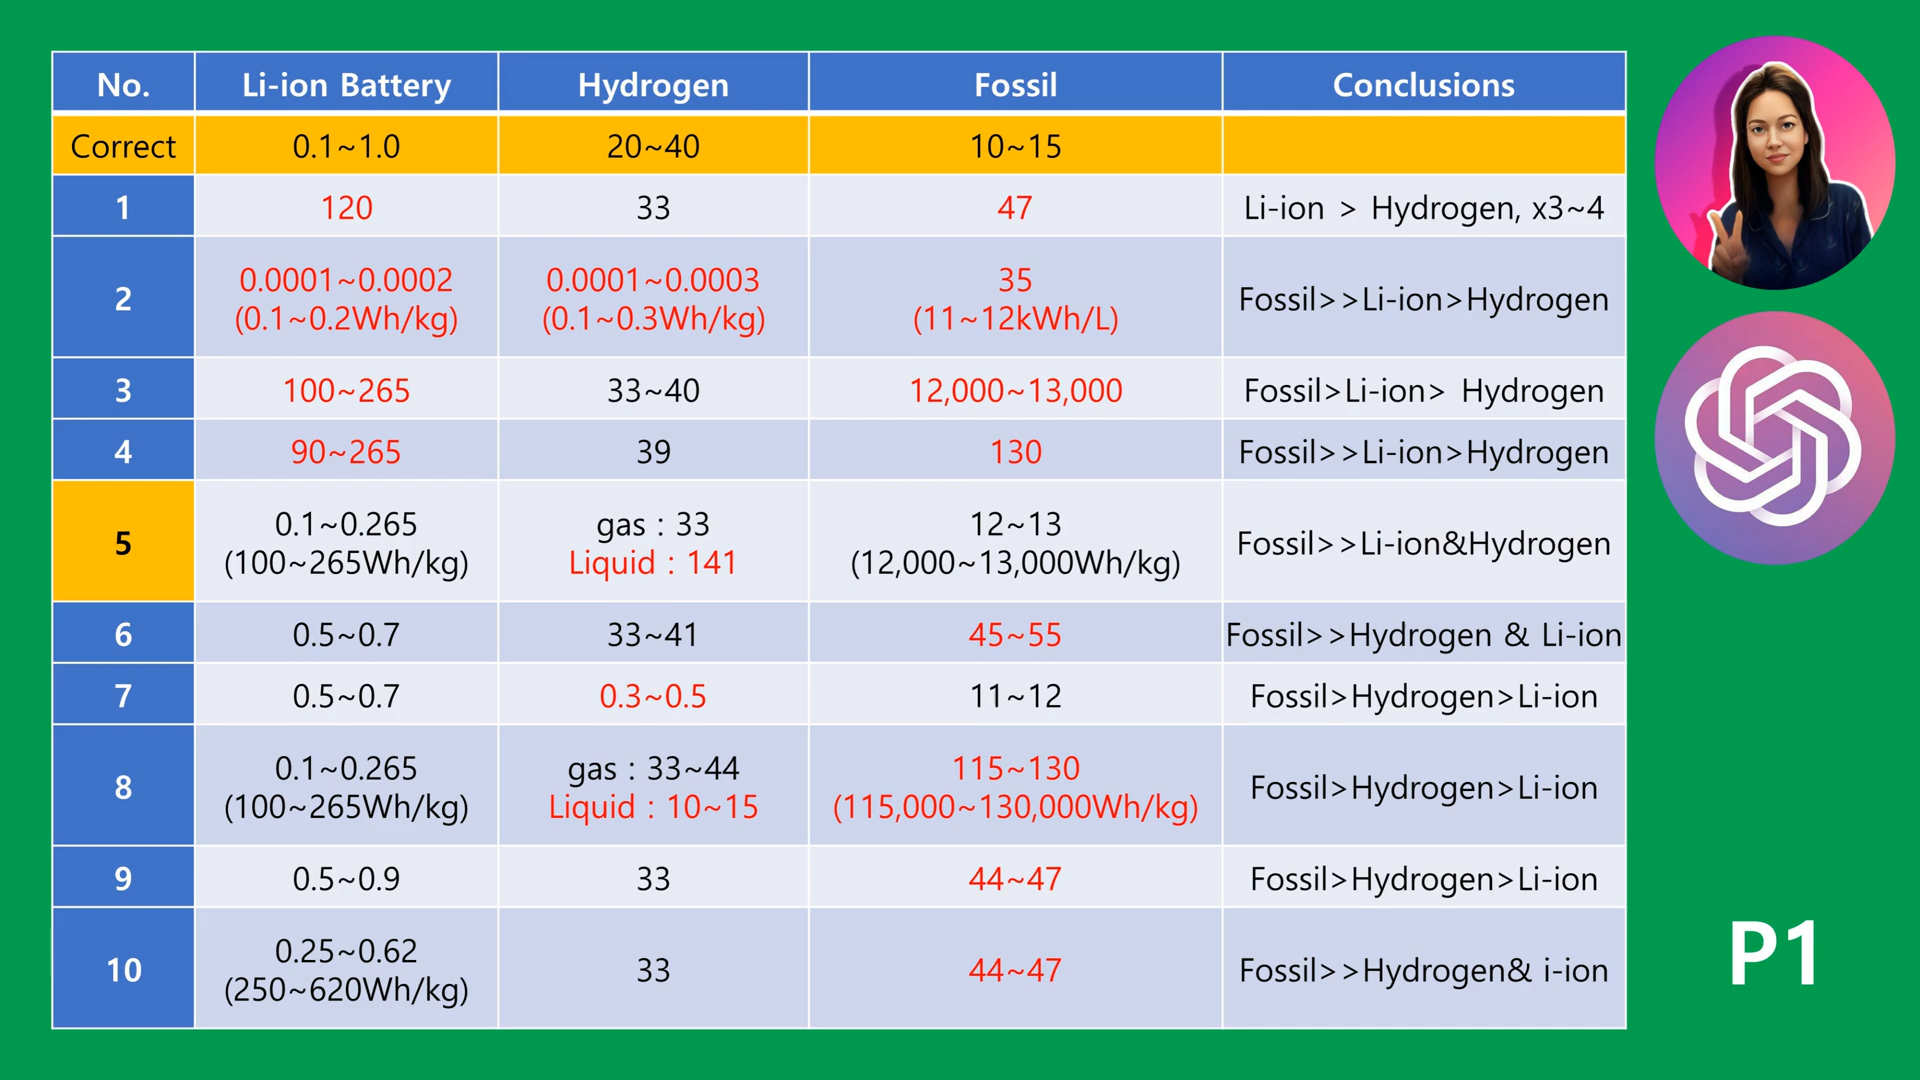 No. Li-ion Battery Hydrogen Fossil Conclusions
Correct 0.1~1.0 20~40 10~15
1 120 33 47 Li-ion > Hydrogen, x3~4
2 0.0001~0.0002 0.0001~0.0003 35 Fossil>>Li-ion>Hydrogen
(0.1~0.2Wh/kg) (0.1~0.3Wh/kg) (11~12kWh/L)
3 100~265 33~40 12,000~13,000 Fossil>Li-ion> Hydrogen
4 90~265 39 130 Fossil>>Li-ion>Hydrogen
5 0.1~0.265 gas : 33 12~13 Fossil>>Li-ion&Hydrogen
(100~265Wh/kg) Liquid : 141 (12,000~13,000Wh/kg)
6 0.5~0.7 33~41 45~55 Fossil>>Hydrogen & Li-ion
7 0.5~0.7 0.3~0.5 11~12 Fossil>Hydrogen>Li-ion
8 0.1~0.265 gas : 33~44 115~130 Fossil>Hydrogen>Li-ion
(100~265Wh/kg) Liquid : 10~15 (115,000~130,000Wh/kg)
9 0.5~0.9 33 44~47 Fossil>Hydrogen>Li-ion
10 0.25~0.62 33 44~47 Fossil>>Hydrogen& i-ion
(250~620Wh/kg)
P1